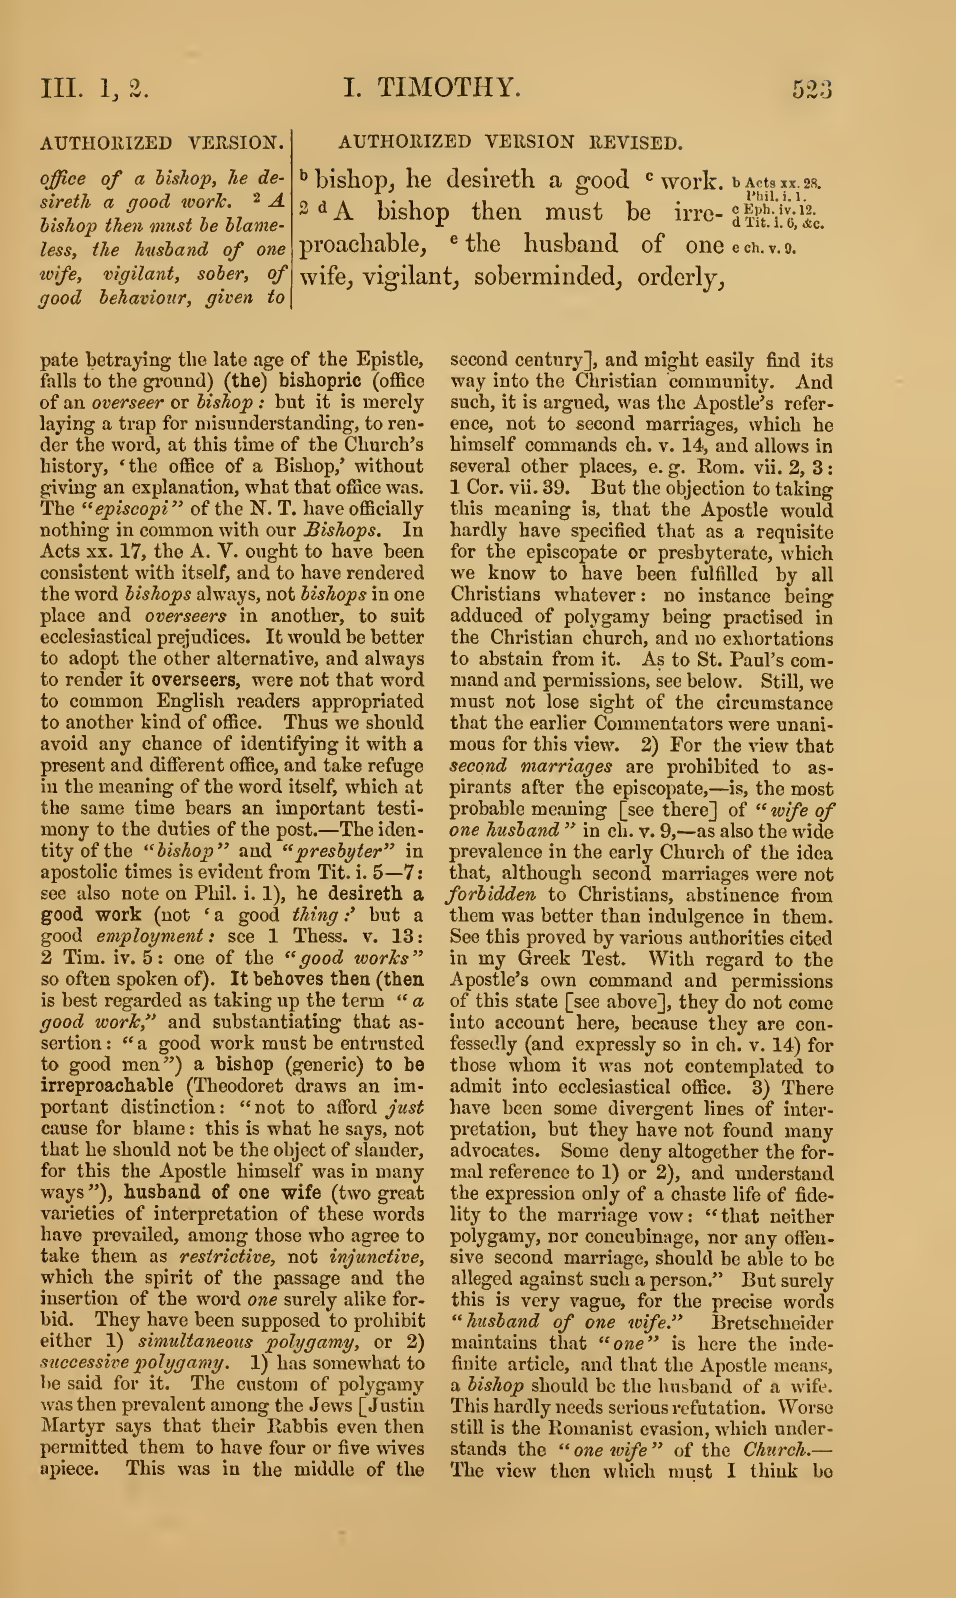 III. 1, 2.
I. TIMOTHY.
523
AUTHORIZED VERSION.
office of a bishop, he de-
sireth a good work. 2 A
bishop then must be blame-
less, the husband of one
wife, vigilant, sober, of
good behaviour, given to
AUTHORIZED VERSION REVISED.
b bishop, he desireth a good c work.
2 d A bishop then must be irre-
proachable, e the husband of one
wife, vigilant, soberminded, orderly,
b Acts xx. 28.
Phil. i. 1.
c Eph. iv. 12.
d Tit. i. 6, &c.
e ch. v. 9.
pate betraying the late age of the Epistle,
falls to the ground) (the) bishopric (office
of an overseer or bishop: but it is merely
laying a trap for misunderstanding, to ren-
der the word, at this time of the Church's
history, 'the office of a Bishop,' without
giving an explanation, what that office was.
The "episcopi" of the N. T. have officially
nothing in common with our Bishops. In
Acts xx. 17, the A. V. ought to have been
consistent with itself, and to have rendered
the word bishops always, not bishops in one
place and overseers in another, to suit
ecclesiastical prejudices. It would be better
to adopt the other alternative, and always
to render it overseers, were not that word
to common English readers appropriated
to another kind of office. Thus we should
avoid any chance of identifying it with a
present and different office, and take refuge
in the meaning of the word itself, which at
the same time bears an important testi-
mony to the duties of the post.—The iden-
tity of the "bishop" and "presbyter" in
apostolic times is evident from Tit. i. 5—7:
see also note on Phil. i. 1), he desireth a
good work (not 'a good thing:' but a
good employment: see 1 Thess. v. 13:
2 Tim. iv. 5: one of the "good works"
so often spoken of). It behoves then (then
is best regarded as taking up the term "a
good work," and substantiating that as-
sertion: "a good work must be entrusted
to good men") a bishop (generic) to be
irreproachable (Theodoret draws an im-
portant distinction: "not to afford just
cause for blame: this is what he says, not
that he should not be the object of slander,
for this the Apostle himself was in many
ways"), husband of one wife (two great
varieties of interpretation of these words
have prevailed, among those who agree to
take them as restrictive, not injunctive,
which the spirit of the passage and the
insertion of the word one surely alike for-
bid. They have been supposed to prohibit
either 1) simultaneous polygamy, or 2)
successive polygamy. 1) has somewhat to
be said for it. The custom of polygamy
was then prevalent among the Jews [Justin
Martyr says that their Rabbis even then
permitted them to have four or five wives
apiece. This was in the middle of the
second century], and might easily find its
way into the Christian community. And
such, it is argued, was the Apostle's refer-
ence, not to second marriages, which he
himself commands ch. v. 14, and allows in
several other places, e. g. Rom. vii. 2, 3:
1 Cor. vii. 39. But the objection to taking
this meaning is, that the Apostle would
hardly have specified that as a requisite
for the episcopate or presbyterate, which
we know to have been fulfilled by all
Christians whatever: no instance being
adduced of polygamy being practised in
the Christian church, and no exhortations
to abstain from it. As to St. Paul's com-
mand and permissions, see below. Still, we
must not lose sight of the circumstance
that the earlier Commentators were unani-
mous for this view. 2) For the view that
second marriages are prohibited to as-
pirants after the episcopate,—is, the most
probable meaning [see there] of "wife of
one husband" in ch. v. 9,—as also the wide
prevalence in the early Church of the idea
that, although second marriages were not
forbidden to Christians, abstinence from
them was better than indulgence in them.
See this proved by various authorities cited
in my Greek Test. With regard to the
Apostle's own command and permissions
of this state [see above], they do not come
into account here, because they are con-
fessedly (and expressly so in ch. v. 14) for
those whom it was not contemplated to
admit into ecclesiastical office. 3) There
have been some divergent lines of inter-
pretation, but they have not found many
advocates. Some deny altogether the for-
mal reference to 1) or 2), and understand
the expression only of a chaste life of fide-
lity to the marriage vow: "that neither
polygamy, nor concubinage, nor any offen-
sive second marriage, should be able to be
alleged against such a person." But surely
this is very vague, for the precise words
"husband of one wife." Bretschneider
maintains that "one" is here the inde-
finite article, and that the Apostle means,
a bishop should be the husband of a wife.
This hardly needs serious refutation. Worse
still is the Romanist evasion, which under-
stands the "one wife" of the Church.—
The view then which must I think be